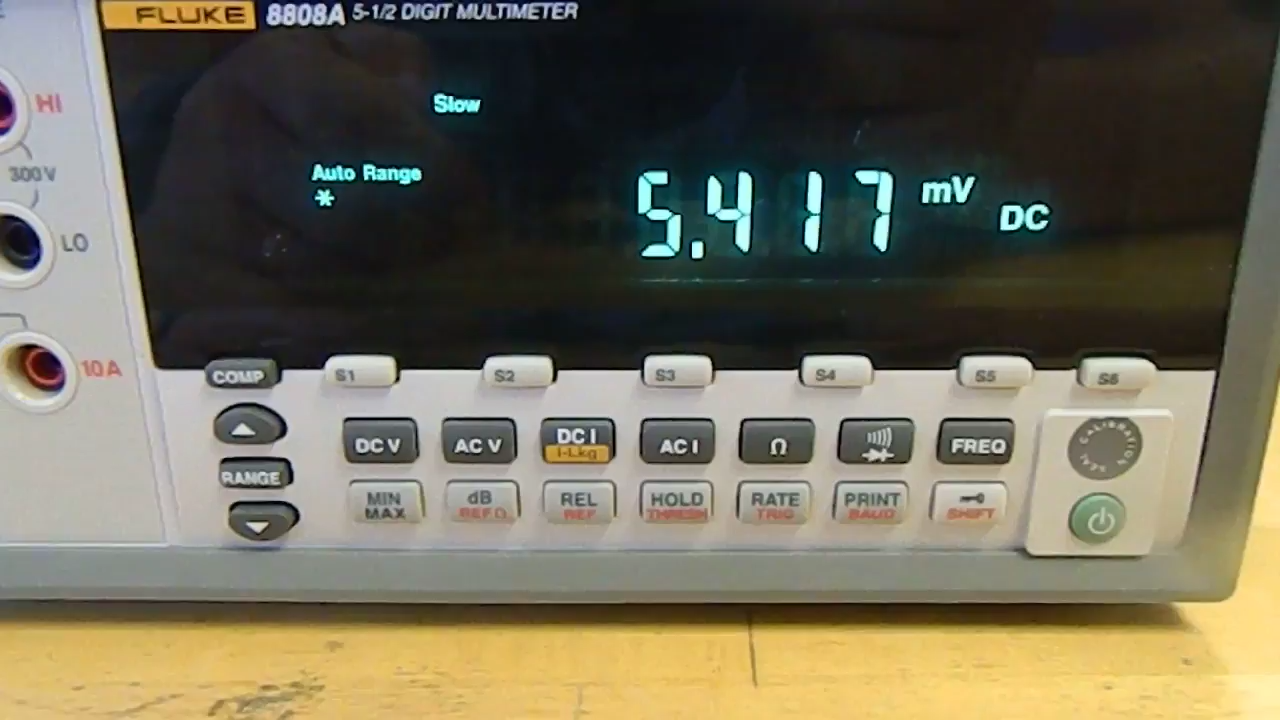 FLUKE 8808A 5-1/2 DIGIT MULTIMETER
HI
Slow
300V
Auto Range
*
5.417 mV DC
LO
10A
COMP S1 S2 S3 S4 S5 S6
DC V AC V DC I AC I Ω FREQ
I-Lkg
RANGE
MIN MAX
dB REF Ω
REL REF
HOLD THRESH
RATE TRIG
PRINT BAUD
SHIFT
CALIBRATION SEAL